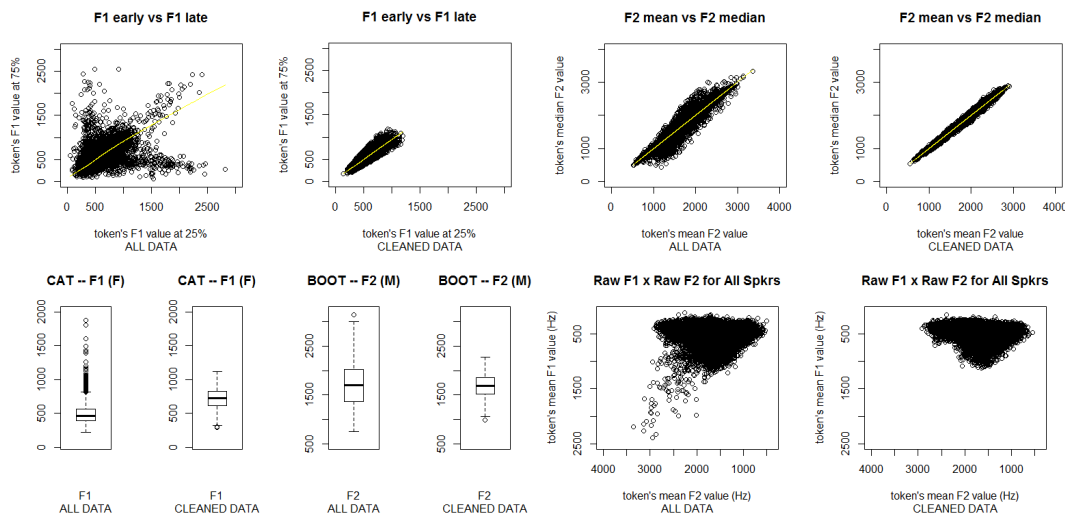 F1 early vs F1 late
token's F1 value at 75%
500 1500 2500
0
0 500 1500 2500
token's F1 value at 25%
ALL DATA
F1 early vs F1 late
token's F1 value at 75%
0 500 1500 2500
0 500 1500 2500
token's F1 value at 25%
CLEANED DATA
F2 mean vs F2 median
token's median F2 value
0 1000 3000
0 1000 2000 3000 4000
token's mean F2 value
ALL DATA
F2 mean vs F2 median
token's median F2 value
0 1000 3000
0 1000 2000 3000 4000
token's mean F2 value
CLEANED DATA
CAT -- F1 (F)
0 500 1000 1500 2000
F1
ALL DATA
CAT -- F1 (F)
0 500 1000 1500 2000
F1
CLEANED DATA
BOOT -- F2 (M)
500 1500 2500
F2
ALL DATA
BOOT -- F2 (M)
500 1500 2500
F2
CLEANED DATA
Raw F1 x Raw F2 for All Spkrs
token's mean F1 value (Hz)
2500 1500 500
4000 3000 2000 1000
token's mean F2 value (Hz)
ALL DATA
Raw F1 x Raw F2 for All Spkrs
token's mean F1 value (Hz)
2500 1500 500
4000 3000 2000 1000
token's mean F2 value (Hz)
CLEANED DATA